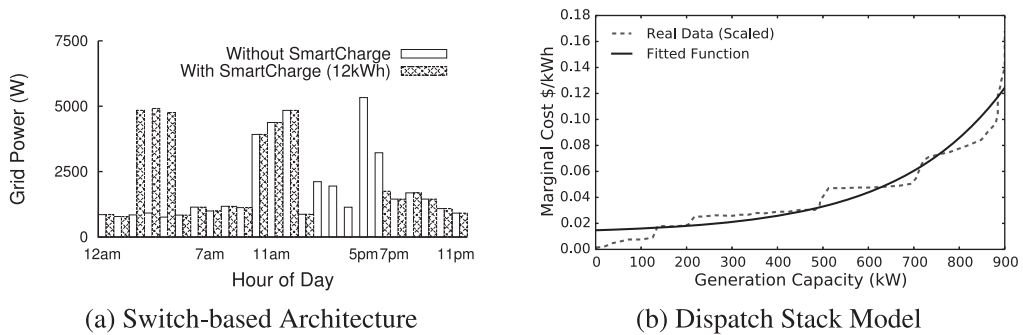 7500
5000
2500
0
Grid Power (W)
Without SmartCharge
With SmartCharge (12kWh)
12am 7am 11am 5pm 7pm 11pm
Hour of Day
(a) Switch-based Architecture
0.18
0.16
0.14
0.12
0.10
0.08
0.06
0.04
0.02
0.00
Marginal Cost $/kWh
Real Data (Scaled)
Fitted Function
0 100 200 300 400 500 600 700 800 900
Generation Capacity (kW)
(b) Dispatch Stack Model